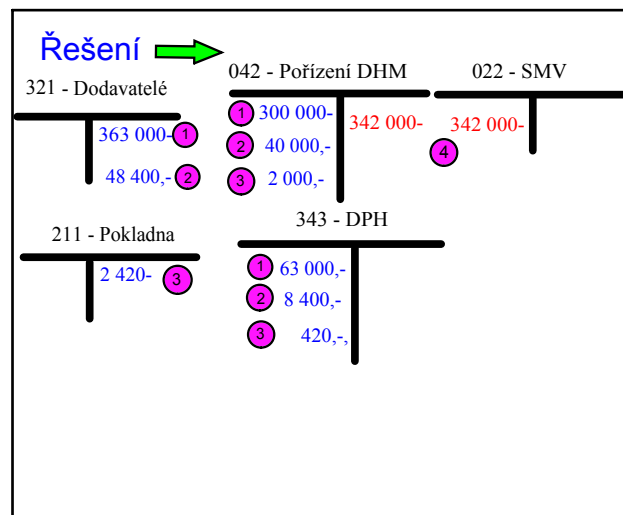 Řešení
321 - Dodavatelé
363 000- 1
48 400,- 2
042 - Pořízení DHM
1 300 000-
342 000-
2 40 000,-
3 2 000,-
022 - SMV
342 000-
4
211 - Pokladna
2 420- 3
343 - DPH
1 63 000,-
2 8 400,-
3 420,-,